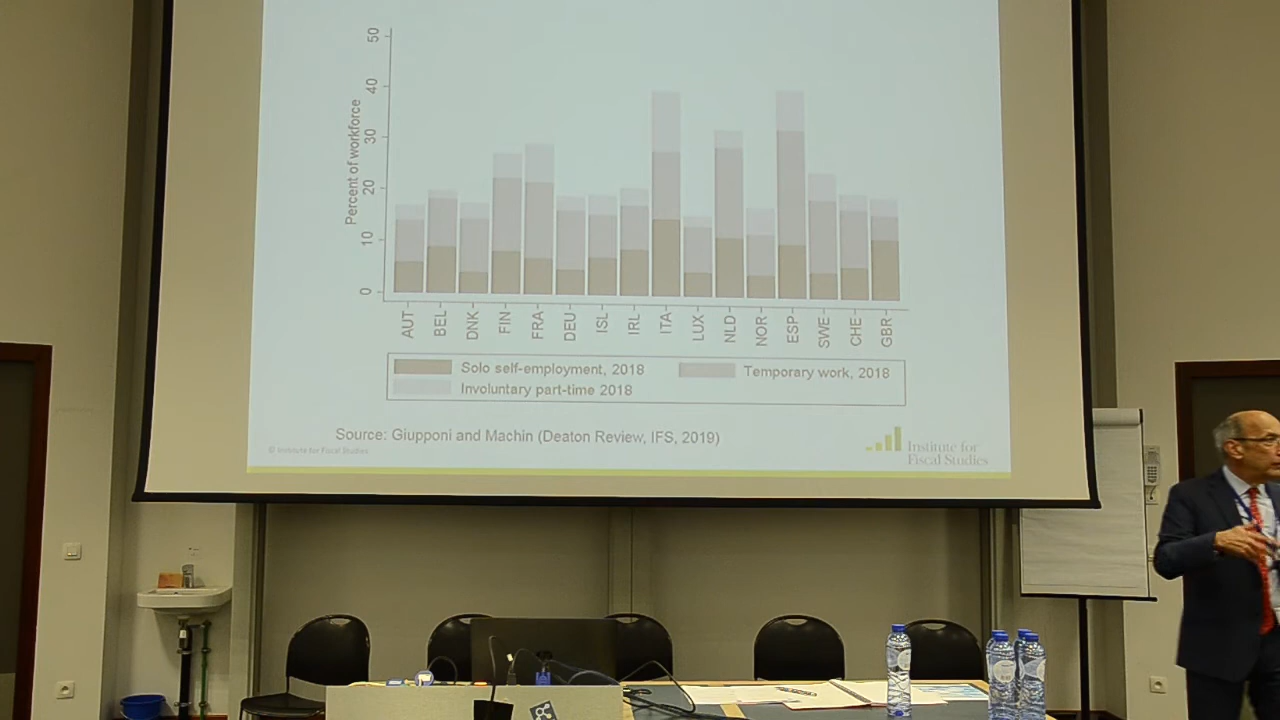 50
40
30
20
10
0
Percent of workforce
AUT
BEL
DNK
FIN
FRA
DEU
ISL
IRL
ITA
LUX
NLD
NOR
ESP
SWE
CHE
GBR
Solo self-employment, 2018
Temporary work, 2018
Involuntary part-time 2018
Source: Giupponi and Machin (Deaton Review, IFS, 2019)
© Institute for Fiscal Studies
Institute for
Fiscal Studies